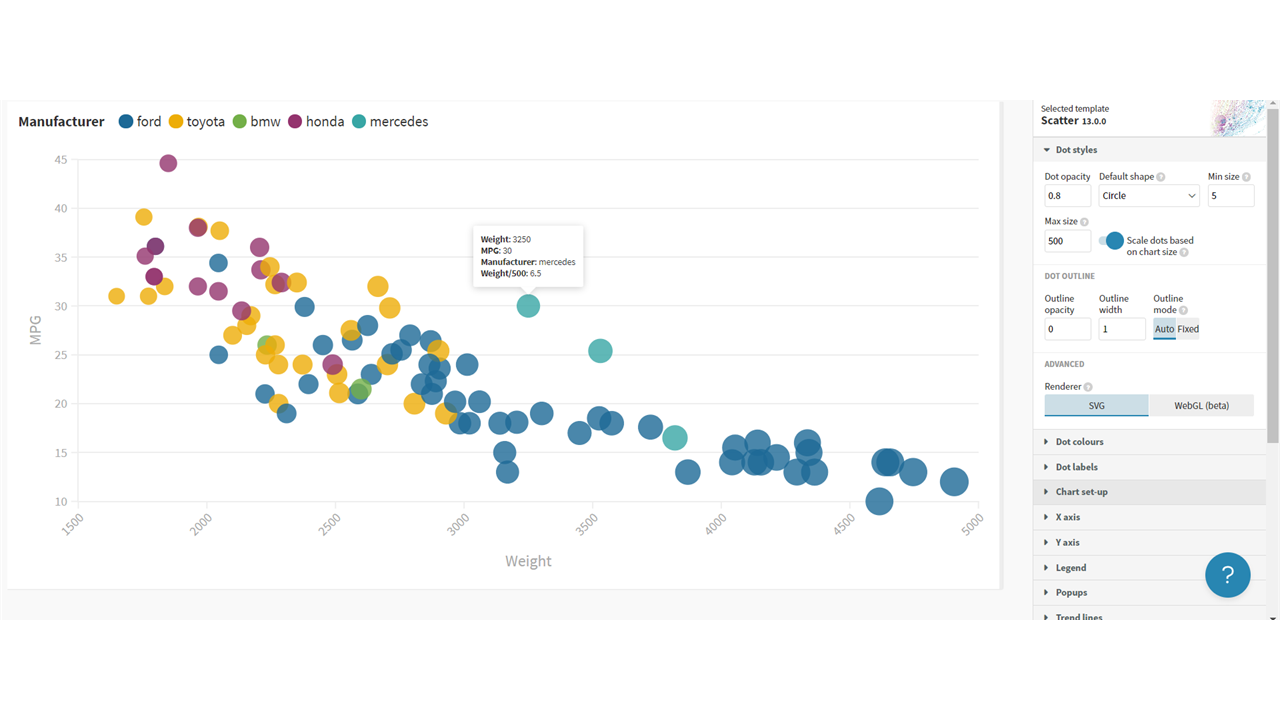 Manufacturer ford toyota bmw honda mercedes
45
40
35
30
25
20
15
10
MPG
Weight: 3250
MPG: 30
Manufacturer: mercedes
Weight/500: 6.5
1500 2000 2500 3000 3500 4000 4500 5000
Weight
Selected template
Scatter 13.0.0
Dot styles
Dot opacity Default shape ? Min size ?
0.8 Circle 5
Max size ?
500 Scale dots based
on chart size ?
DOT OUTLINE
Outline Outline Outline
opacity width mode ?
0 1 Auto Fixed
ADVANCED
Renderer ?
SVG WebGL (beta)
Dot colours
Dot labels
Chart set-up
X axis
Y axis
Legend
Popups
Trend lines
?